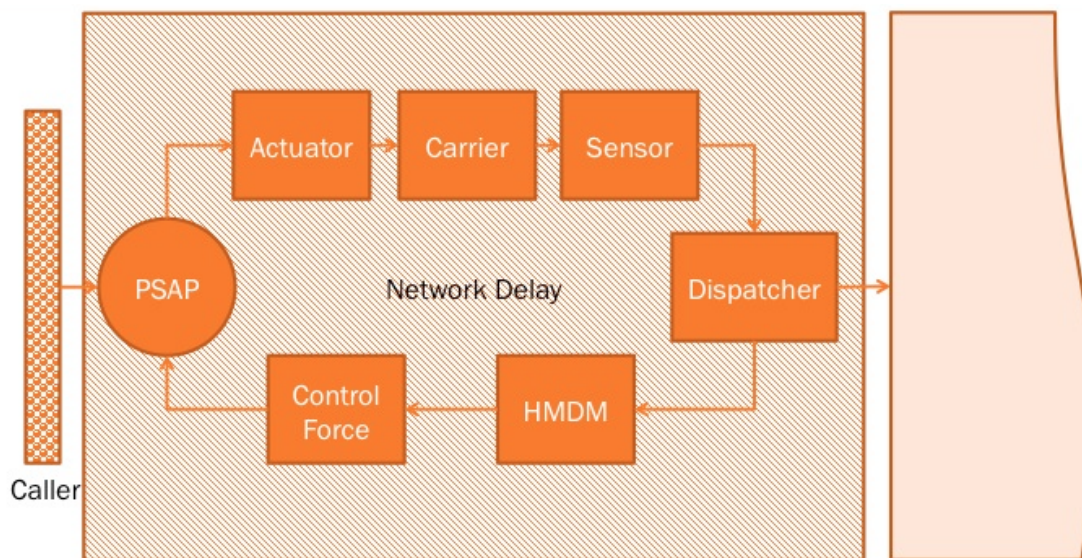 Actuator
Carrier
Sensor
PSAP
Network Delay
Dispatcher
Control
Force
HMDM
Caller